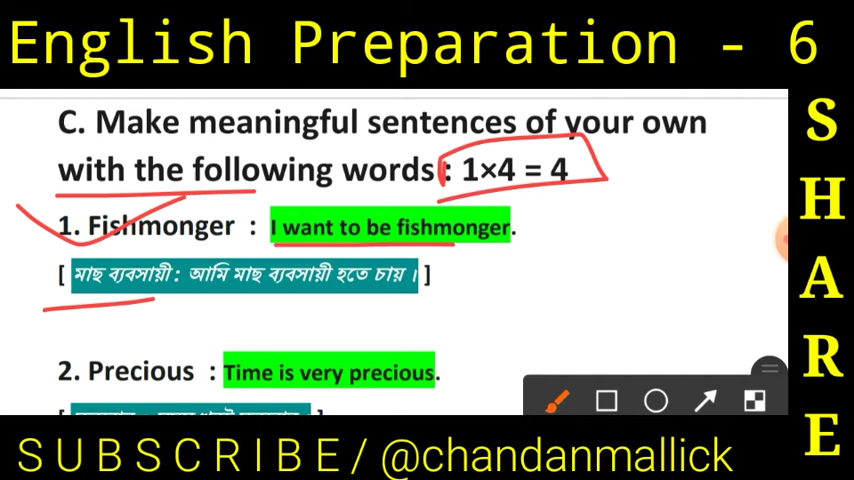 English Preparation - 6
C. Make meaningful sentences of your own
with the following words : 1×4 = 4
1. Fishmonger : I want to be fishmonger.
[ মাছ ব্যবসায়ী : আমি মাছ ব্যবসায়ী হতে চায় । ]
2. Precious : Time is very precious.
[ ]
SHARE
SUBSCRIBE/ @chandanmallick